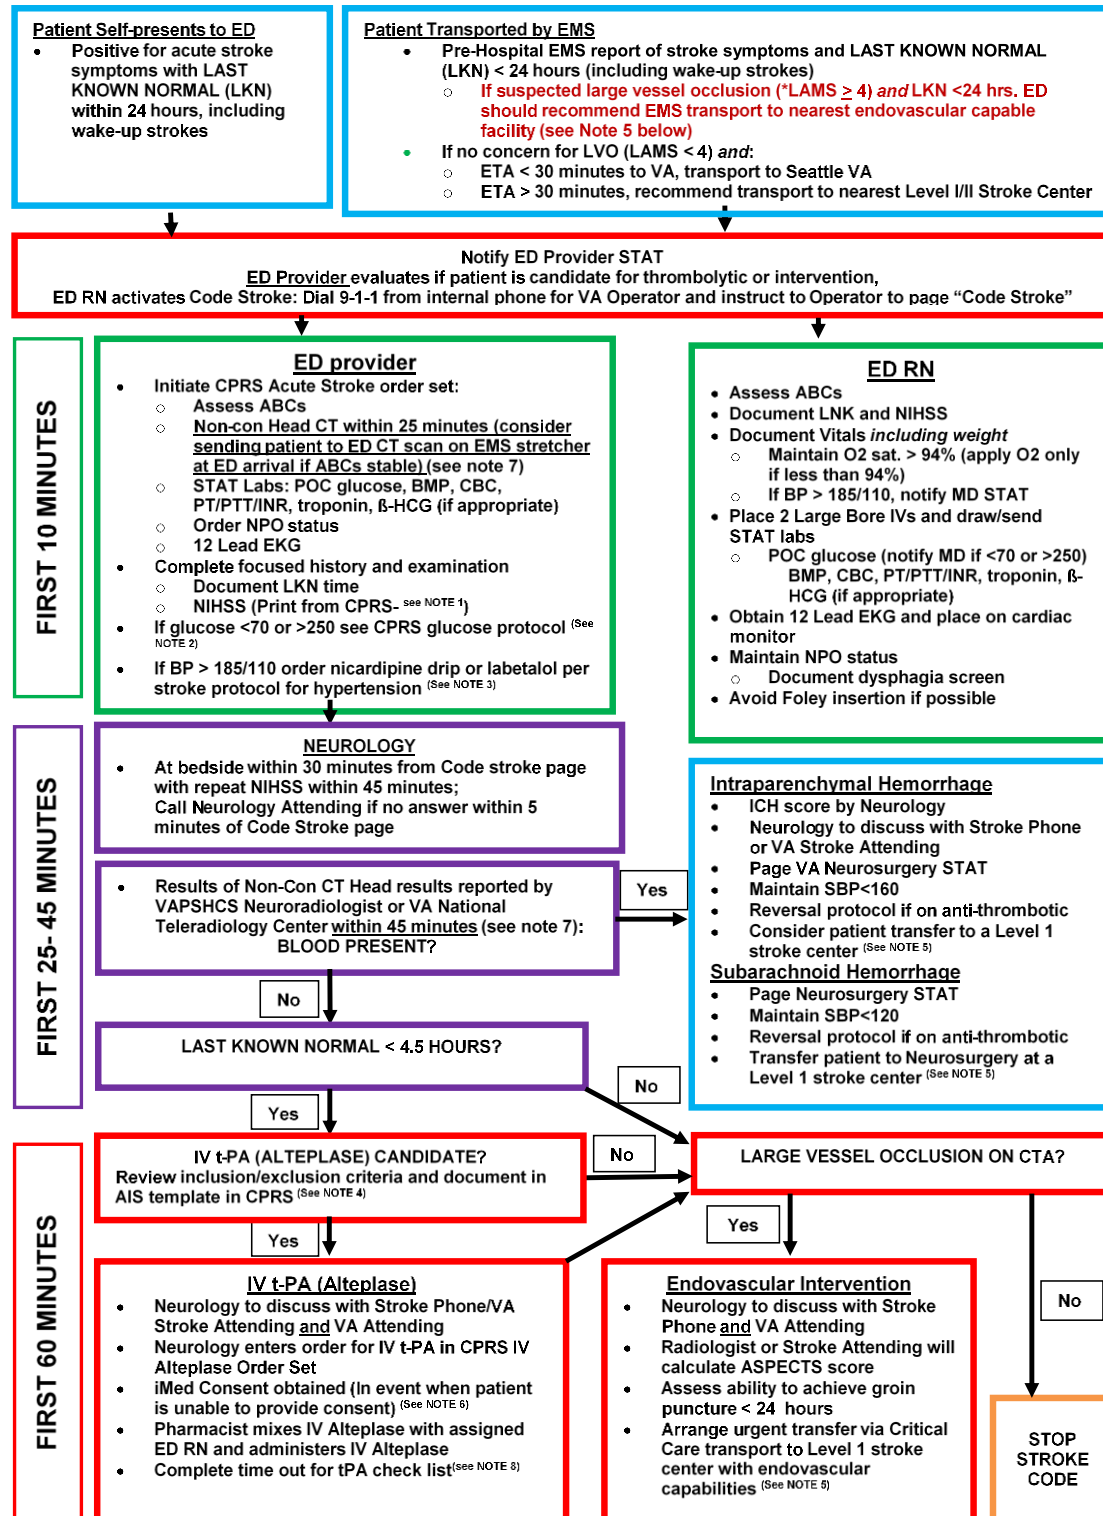 Patient Self-presents to ED
• Positive for acute stroke
symptoms with LAST
KNOWN NORMAL (LKN)
within 24 hours, including
wake-up strokes
Patient Transported by EMS
• Pre-Hospital EMS report of stroke symptoms and LAST KNOWN NORMAL
(LKN) < 24 hours (including wake-up strokes)
○ If suspected large vessel occlusion (*LAMS ≥ 4) and LKN <24 hrs. ED
should recommend EMS transport to nearest endovascular capable
facility (see Note 5 below)
• If no concern for LVO (LAMS < 4) and:
○ ETA < 30 minutes to VA, transport to Seattle VA
○ ETA > 30 minutes, recommend transport to nearest Level I/II Stroke Center
Notify ED Provider STAT
ED Provider evaluates if patient is candidate for thrombolytic or intervention,
ED RN activates Code Stroke: Dial 9-1-1 from internal phone for VA Operator and instruct to Operator to page “Code Stroke”
FIRST 10 MINUTES
ED provider
• Initiate CPRS Acute Stroke order set:
○ Assess ABCs
○ Non-con Head CT within 25 minutes (consider
sending patient to ED CT scan on EMS stretcher
at ED arrival if ABCs stable) (see note 7)
○ STAT Labs: POC glucose, BMP, CBC,
PT/PTT/INR, troponin, ß-HCG (if appropriate)
○ Order NPO status
○ 12 Lead EKG
• Complete focused history and examination
○ Document LKN time
○ NIHSS (Print from CPRS- see NOTE 1)
• If glucose <70 or >250 see CPRS glucose protocol (See
NOTE 2)
• If BP > 185/110 order nicardipine drip or labetalol per
stroke protocol for hypertension (See NOTE 3)
ED RN
• Assess ABCs
• Document LNK and NIHSS
• Document Vitals including weight
○ Maintain O2 sat. > 94% (apply O2 only
if less than 94%)
○ If BP > 185/110, notify MD STAT
• Place 2 Large Bore IVs and draw/send
STAT labs
○ POC glucose (notify MD if <70 or >250)
BMP, CBC, PT/PTT/INR, troponin, ß-
HCG (if appropriate)
• Obtain 12 Lead EKG and place on cardiac
monitor
• Maintain NPO status
○ Document dysphagia screen
• Avoid Foley insertion if possible
FIRST 25- 45 MINUTES
NEUROLOGY
• At bedside within 30 minutes from Code stroke page
with repeat NIHSS within 45 minutes;
Call Neurology Attending if no answer within 5
minutes of Code Stroke page
• Results of Non-Con CT Head results reported by
VAPSHCS Neuroradiologist or VA National
Teleradiology Center within 45 minutes (see note 7):
BLOOD PRESENT?
Yes
Intraparenchymal Hemorrhage
• ICH score by Neurology
• Neurology to discuss with Stroke Phone
or VA Stroke Attending
• Page VA Neurosurgery STAT
• Maintain SBP<160
• Reversal protocol if on anti-thrombotic
• Consider patient transfer to a Level 1
stroke center (See NOTE 5)
Subarachnoid Hemorrhage
• Page Neurosurgery STAT
• Maintain SBP<120
• Reversal protocol if on anti-thrombotic
• Transfer patient to Neurosurgery at a
Level 1 stroke center (See NOTE 5)
No
LAST KNOWN NORMAL < 4.5 HOURS?
No
Yes
FIRST 60 MINUTES
IV t-PA (ALTEPLASE) CANDIDATE?
Review inclusion/exclusion criteria and document in
AIS template in CPRS (See NOTE 4)
No
LARGE VESSEL OCCLUSION ON CTA?
Yes
Yes
No
IV t-PA (Alteplase)
• Neurology to discuss with Stroke Phone/VA
Stroke Attending and VA Attending
• Neurology enters order for IV t-PA in CPRS IV
Alteplase Order Set
• iMed Consent obtained (In event when patient
is unable to provide consent) (See NOTE 6)
• Pharmacist mixes IV Alteplase with assigned
ED RN and administers IV Alteplase
• Complete time out for tPA check list(see NOTE 8)
Endovascular Intervention
• Neurology to discuss with Stroke
Phone and VA Attending
• Radiologist or Stroke Attending will
calculate ASPECTS score
• Assess ability to achieve groin
puncture < 24 hours
• Arrange urgent transfer via Critical
Care transport to Level 1 stroke
center with endovascular
capabilities (See NOTE 5)
STOP
STROKE
CODE